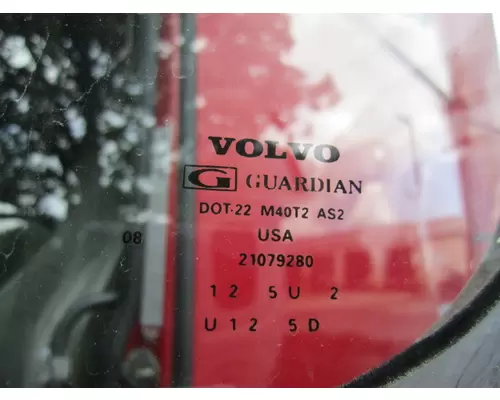 VOLVO
G GUARDIAN
DOT-22 M40T2 AS2
08 USA
21079280
1 2 5 U 2
U 1 2 5 D